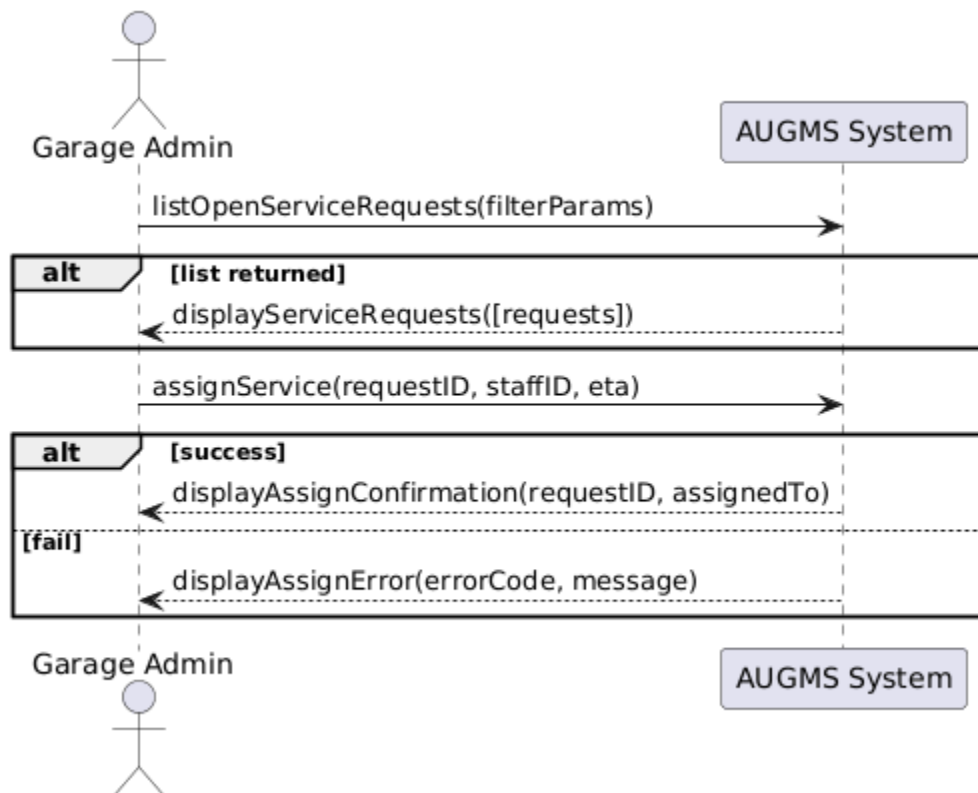 Garage Admin
AUGMS System
listOpenServiceRequests(filterParams)
alt [list returned]
displayServiceRequests([requests])
assignService(requestID, staffID, eta)
alt [success]
displayAssignConfirmation(requestID, assignedTo)
[fail]
displayAssignError(errorCode, message)
Garage Admin
AUGMS System